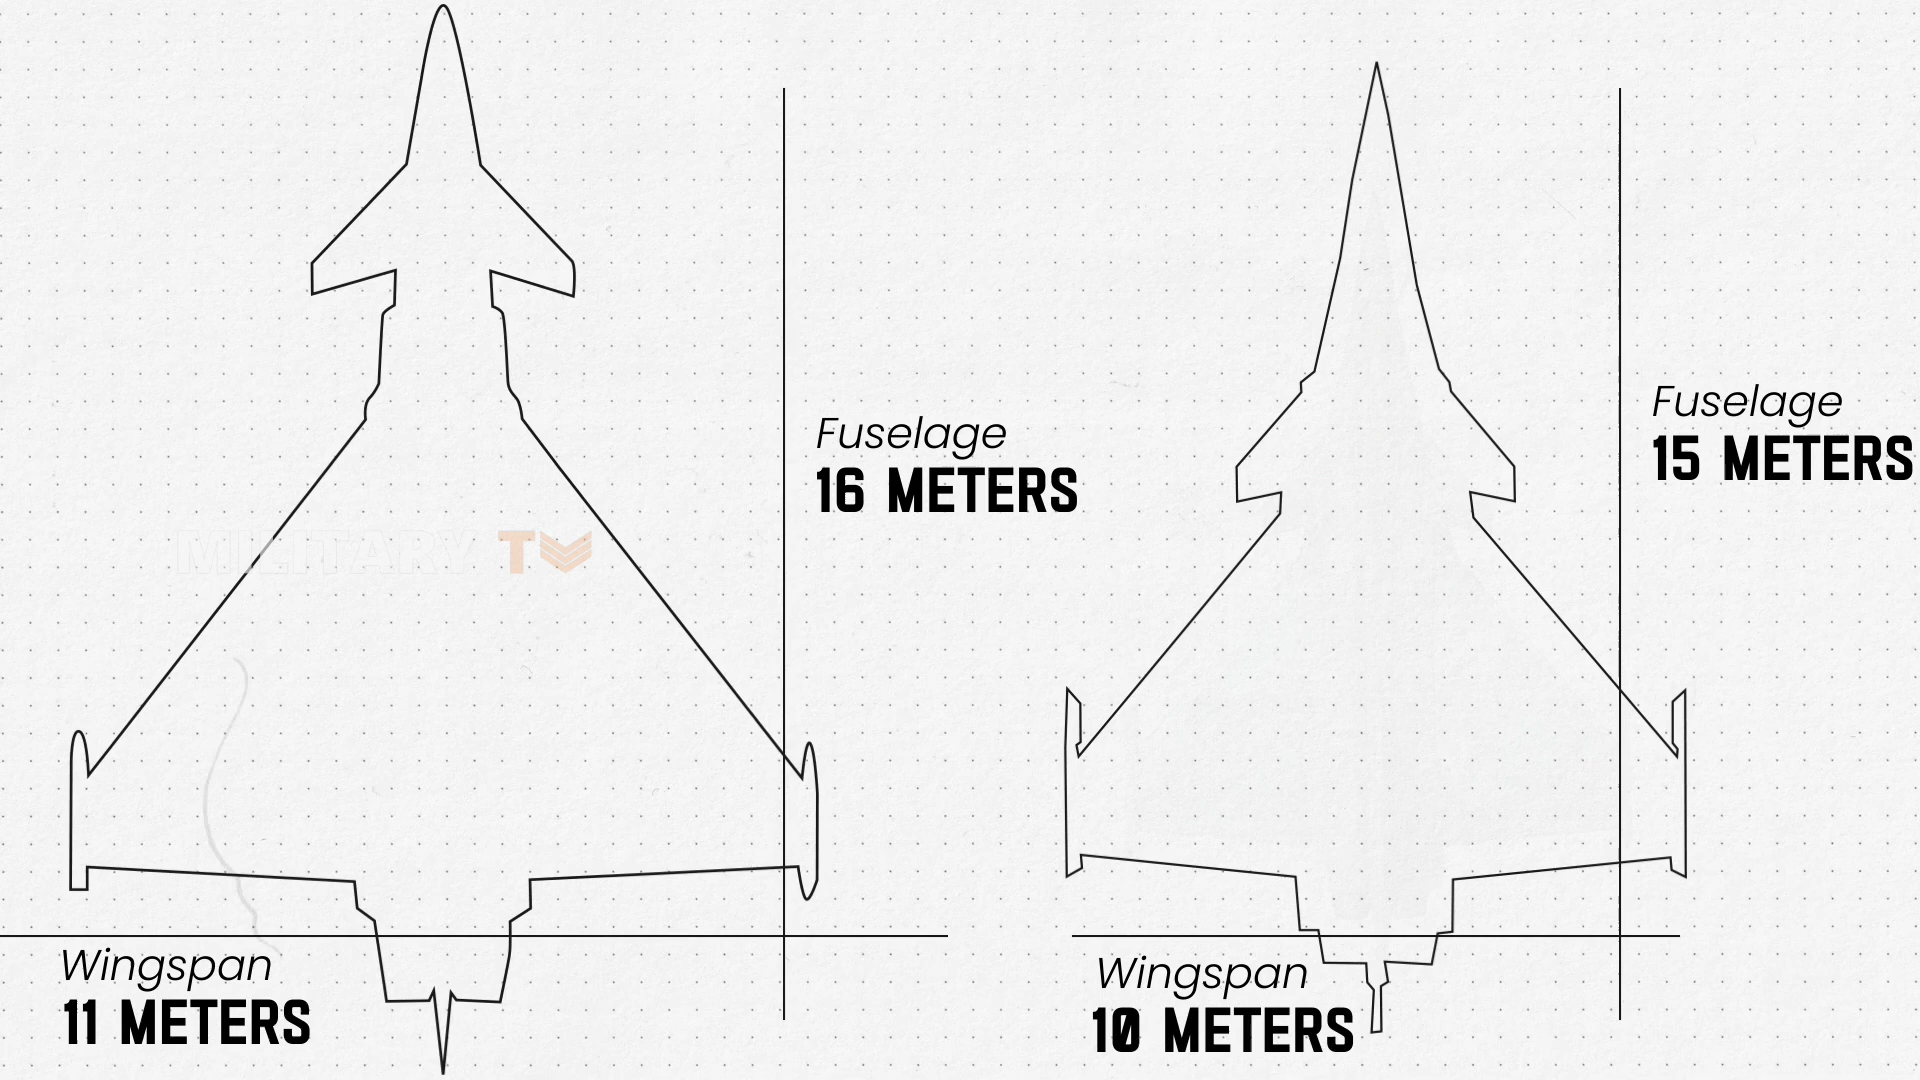 MILITARY TV
Fuselage
16 METERS
Wingspan
11 METERS
Fuselage
15 METERS
Wingspan
10 METERS